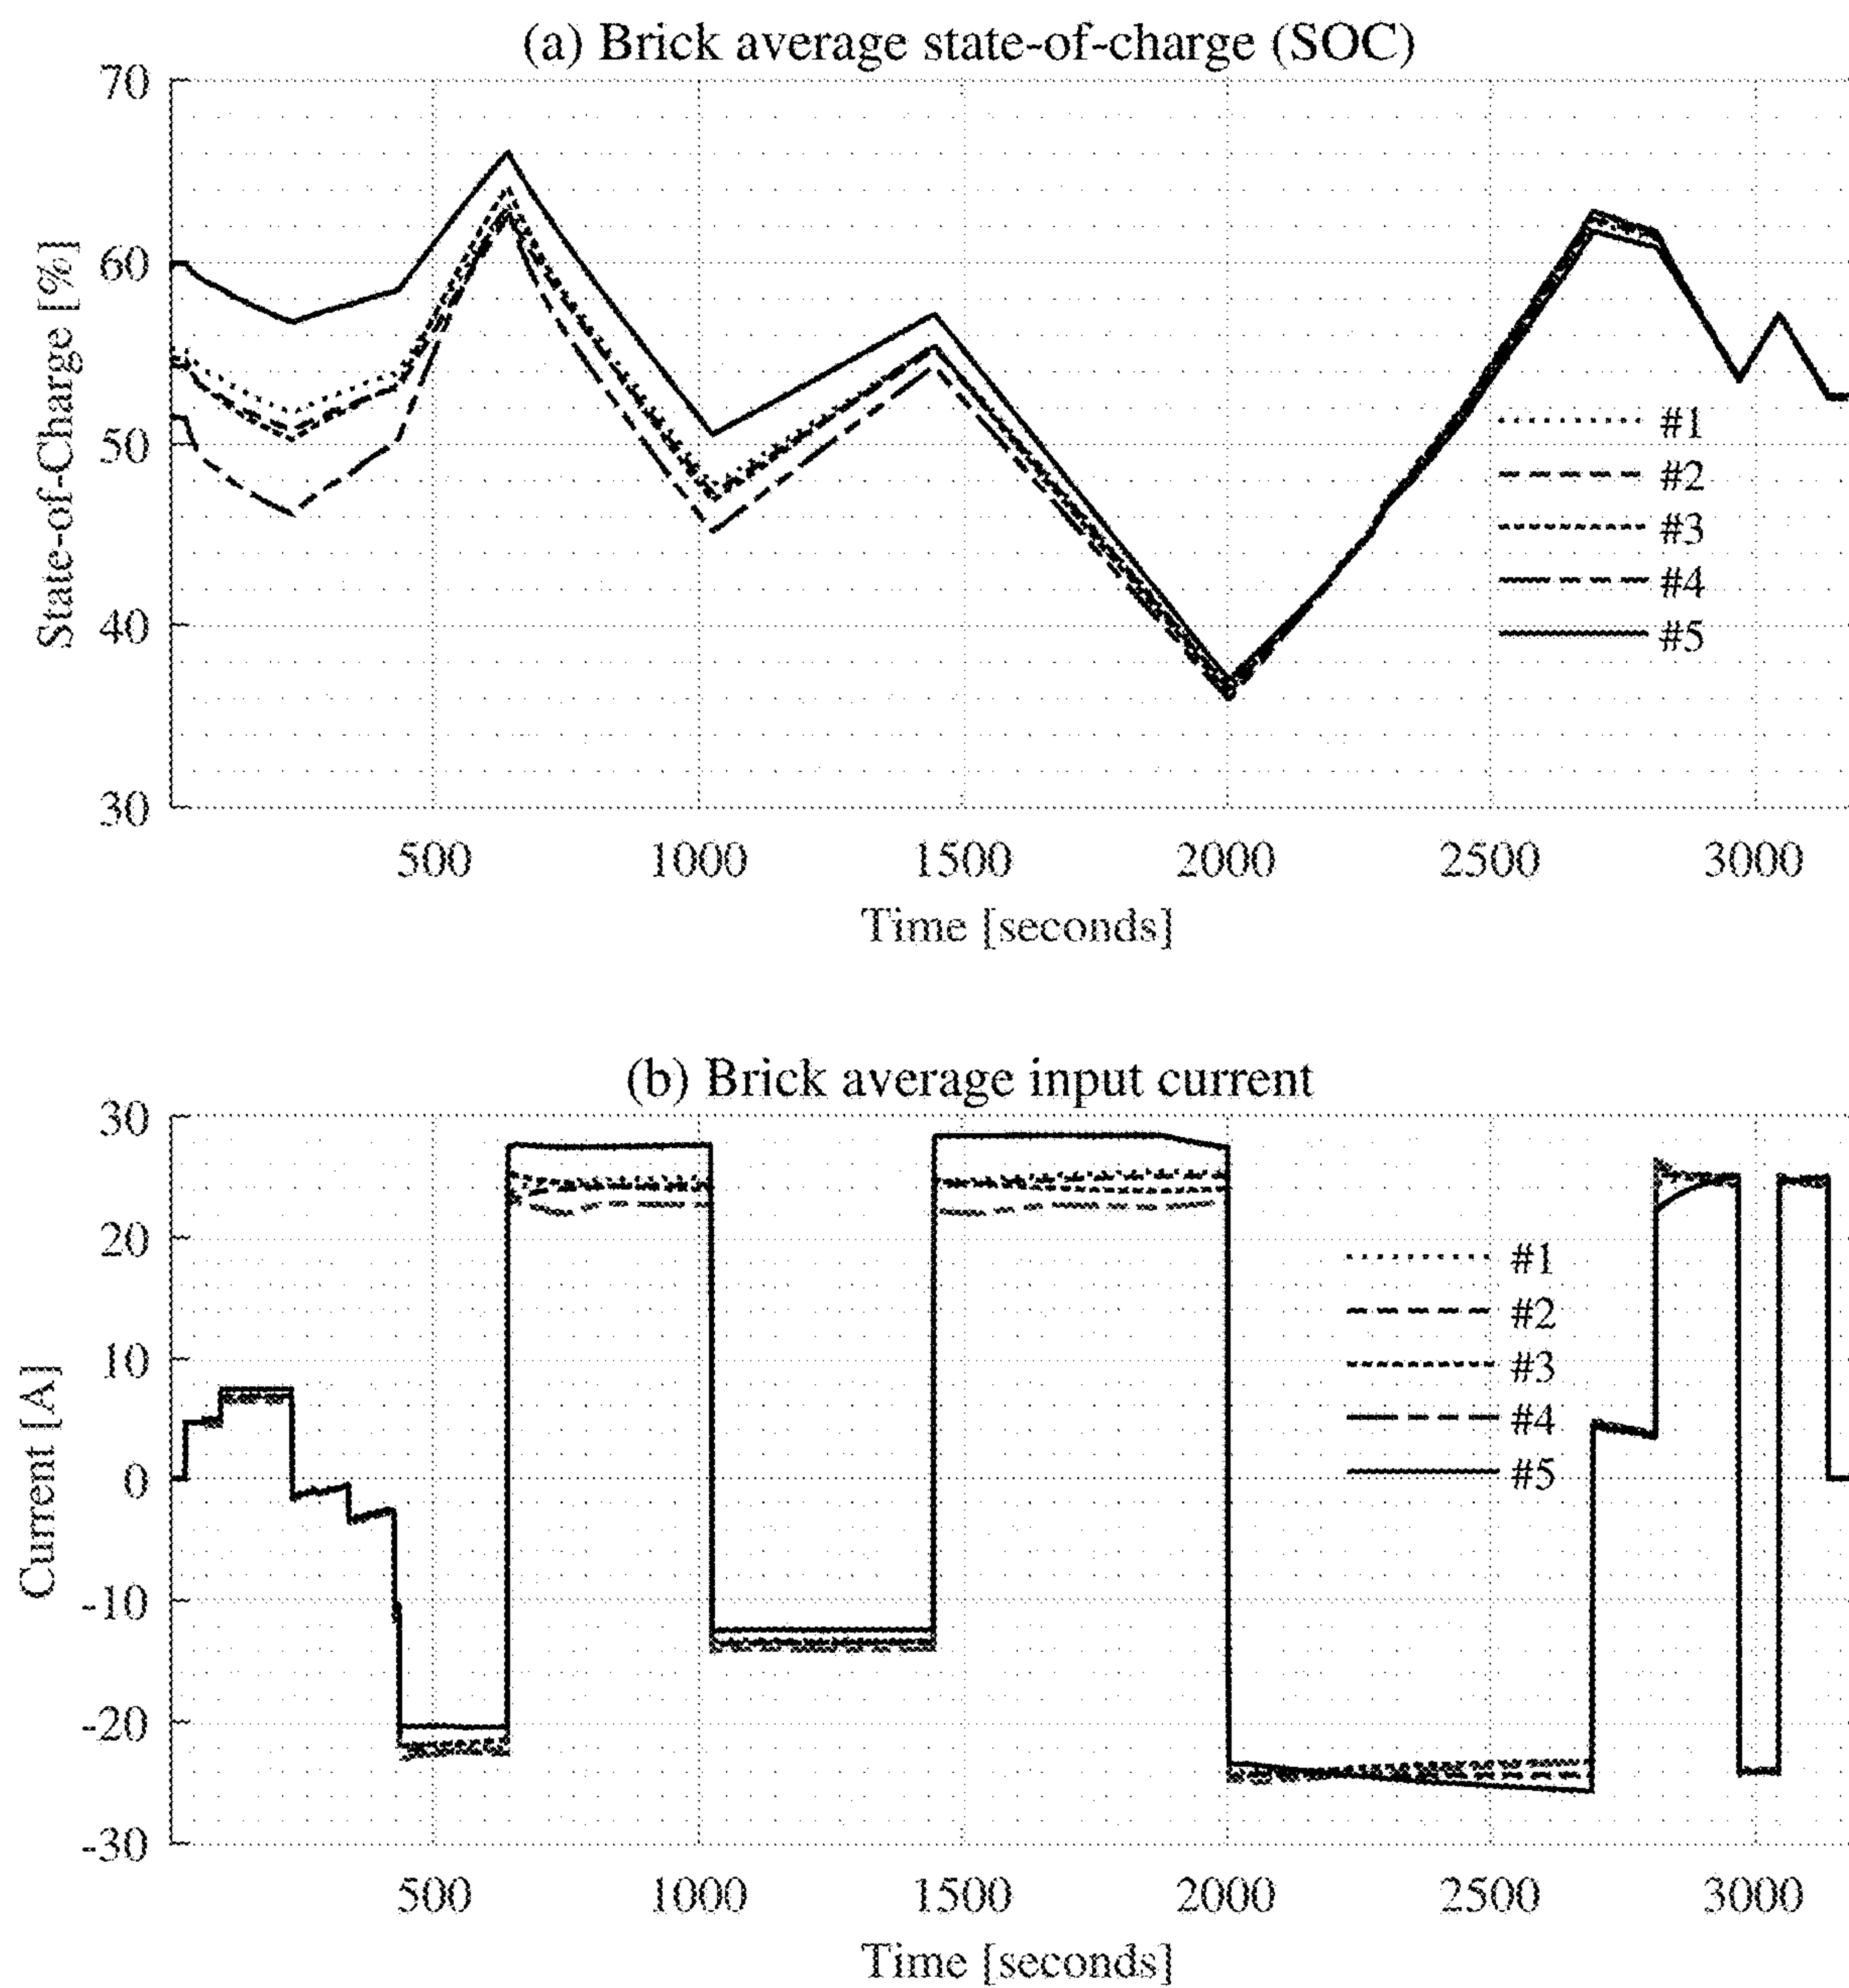 (a) Brick average state-of-charge (SOC)
70
60
50
40
30
State-of-Charge [%]
#1
#2
#3
#4
#5
500 1000 1500 2000 2500 3000
Time [seconds]
(b) Brick average input current
30
20
10
0
-10
-20
-30
Current [A]
#1
#2
#3
#4
#5
500 1000 1500 2000 2500 3000
Time [seconds]